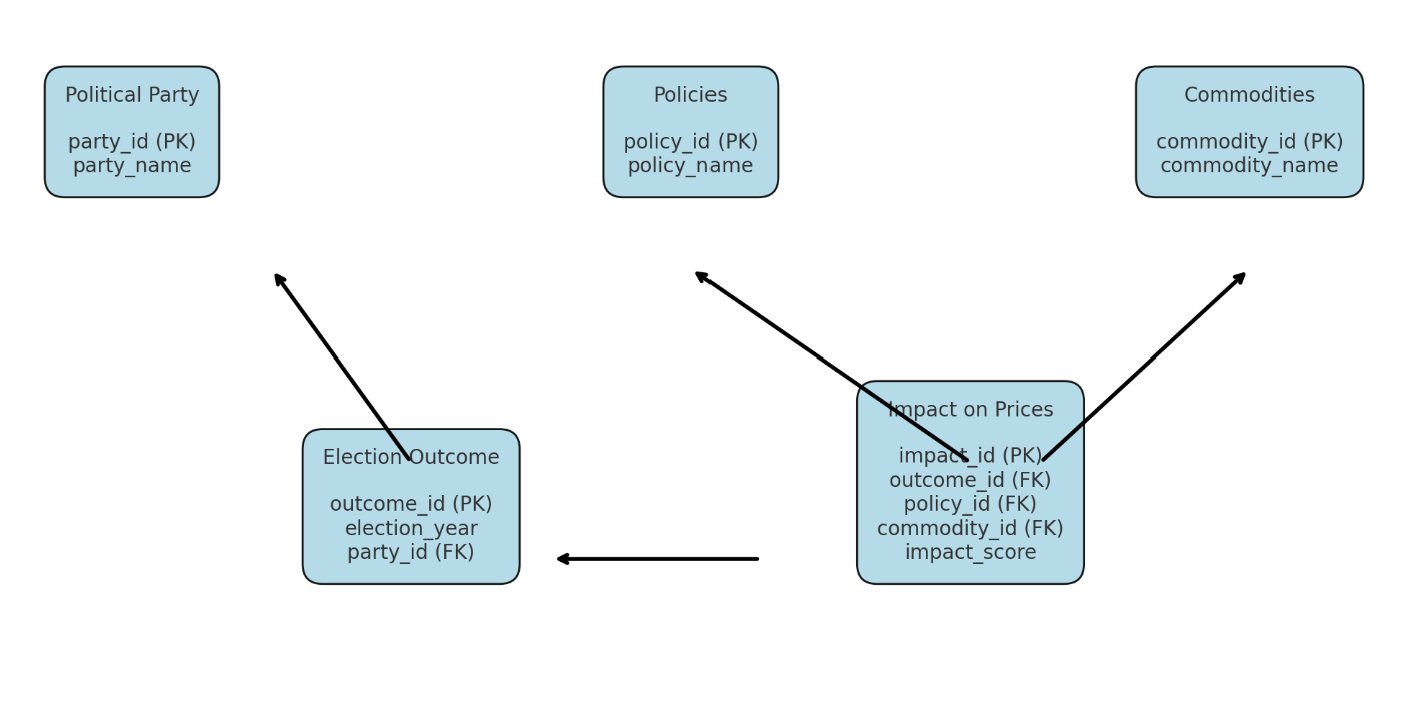 Political Party
party_id (PK)
party_name
Policies
policy_id (PK)
policy_name
Commodities
commodity_id (PK)
commodity_name
Election Outcome
outcome_id (PK)
election_year
party_id (FK)
Impact on Prices
impact_id (PK)
outcome_id (FK)
policy_id (FK)
commodity_id (FK)
impact_score